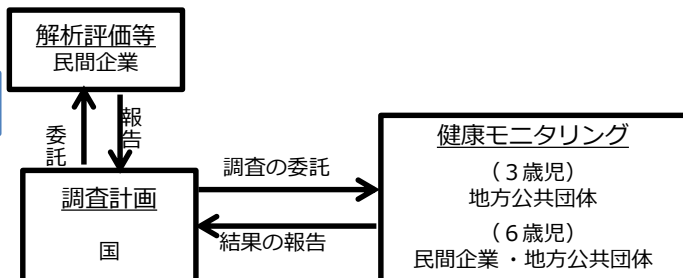 解析評価等
民間企業
委託
報告
調査計画
国
調査の委託
結果の報告
健康モニタリング
（３歳児）
地方公共団体
（６歳児）
民間企業・地方公共団体